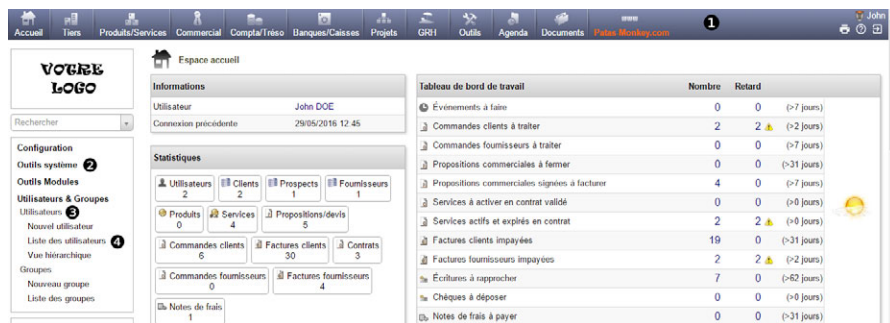 Accueil Tiers Produits/Services Commercial Compta/Tréso Banques/Caisses Projets GRH Outils Agenda Documents Patas Monkey.com 1 John
VOTRE
LOGO
Rechercher
Configuration
Outils système 2
Outils Modules
Utilisateurs & Groupes
Utilisateurs 3
Nouvel utilisateur
Liste des utilisateurs 4
Vue hiérarchique
Groupes
Nouveau groupe
Liste des groupes
Espace accueil
Informations
Utilisateur John DOE
Connexion précédente 29/05/2016 12:45
Statistiques
Utilisateurs Clients Prospects Fournisseurs
2 2 1 1
Produits Services Propositions/devis
0 4 5
Commandes clients Factures clients Contrats
6 30 3
Commandes fournisseurs Factures fournisseurs
0 4
Notes de frais
1
Tableau de bord de travail Nombre Retard
Événements à faire 0 0 (>7 jours)
Commandes clients à traiter 2 2 (>2 jours)
Commandes fournisseurs à traiter 0 0 (>7 jours)
Propositions commerciales à fermer 0 0 (>31 jours)
Propositions commerciales signées à facturer 4 0 (>7 jours)
Services à activer en contrat validé 0 0 (>0 jours)
Services actifs et expirés en contrat 2 2 (>0 jours)
Factures clients impayées 19 0 (>31 jours)
Factures fournisseurs impayées 2 2 (>2 jours)
Écritures à rapprocher 7 0 (>62 jours)
Chèques à déposer 0 0 (>0 jours)
Notes de frais à payer 0 0 (>31 jours)